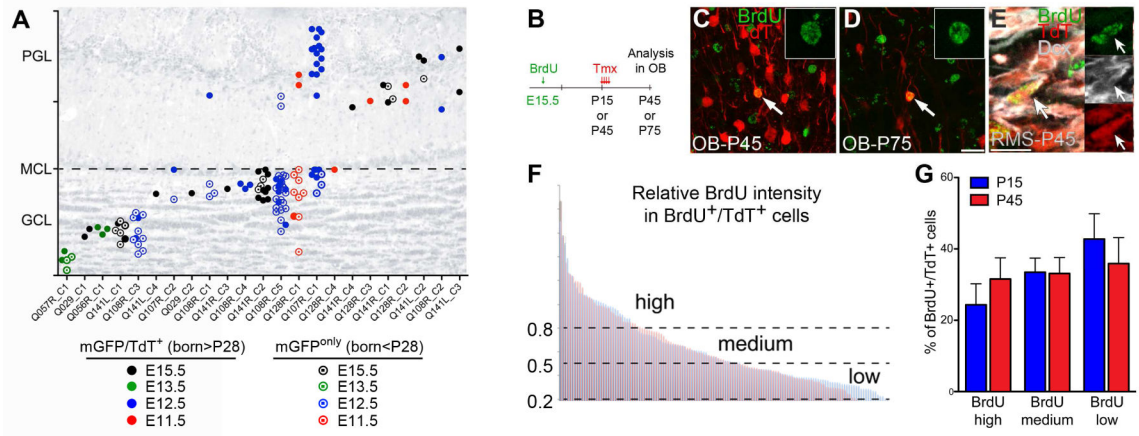 A
PGL
MCL
GCL
Q057R_C1
Q029_C1
Q056R_C1
Q141L_C1
Q108R_C3
Q141L_C4
Q107R_C2
Q029_C2
Q108R_C1
Q141R_C3
Q108R_C4
Q141R_C2
Q108R_C5
Q128R_C1
Q107R_C1
Q128R_C4
Q141R_C4
Q128R_C3
Q141R_C1
Q128R_C2
Q141L_C2
Q108R_C2
Q141L_C3
mGFP/TdT+ (born>P28)
E15.5
E13.5
E12.5
E11.5
mGFPonly (born<P28)
E15.5
E13.5
E12.5
E11.5
B
BrdU
Tmx
Analysis
in OB
E15.5
P15
or
P45
P45
or
P75
C
BrdU
TdT
OB-P45
D
BrdU
TdT
OB-P75
E
BrdU
TdT
Dcx
RMS-P45
F
Relative BrdU intensity
in BrdU+/TdT+ cells
high
0.8
medium
0.5
low
0.2
G
P15
P45
% of BrdU+/TdT+ cells
60
40
20
0
BrdU
high
BrdU
medium
BrdU
low